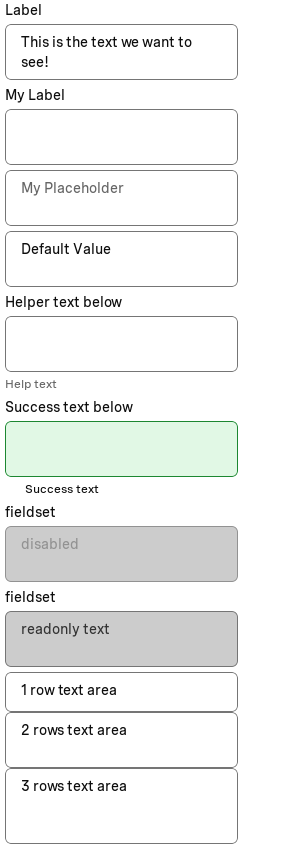 Label
This is the text we want to
see!
My Label
My Placeholder
Default Value
Helper text below
Help text
Success text below
Success text
fieldset
disabled
fieldset
readonly text
1 row text area
2 rows text area
3 rows text area